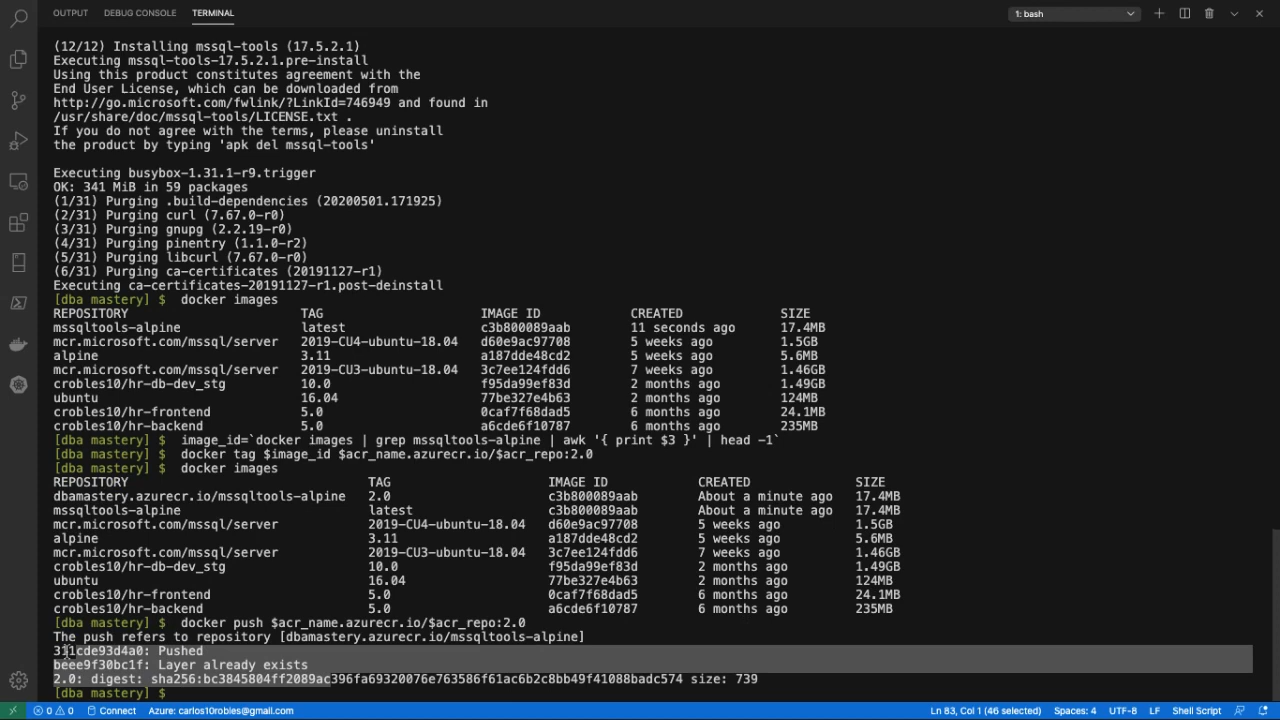 OUTPUT DEBUG CONSOLE TERMINAL 1: bash
(12/12) Installing mssql-tools (17.5.2.1)
Executing mssql-tools-17.5.2.1.pre-install
Using this product constitutes agreement with the
End User License, which can be downloaded from
http://go.microsoft.com/fwlink/?LinkId=746949 and found in
/usr/share/doc/mssql-tools/LICENSE.txt .
If you do not agree with the terms, please uninstall
the product by typing 'apk del mssql-tools'
Executing busybox-1.31.1-r9.trigger
OK: 341 MiB in 59 packages
(1/31) Purging .build-dependencies (20200501.171925)
(2/31) Purging curl (7.67.0-r0)
(3/31) Purging gnupg (2.2.19-r0)
(4/31) Purging pinentry (1.1.0-r2)
(5/31) Purging libcurl (7.67.0-r0)
(6/31) Purging ca-certificates (20191127-r1)
Executing ca-certificates-20191127-r1.post-deinstall
[dba mastery] $ docker images
REPOSITORY TAG IMAGE ID CREATED SIZE
mssqltools-alpine latest c3b800089aab 11 seconds ago 17.4MB
mcr.microsoft.com/mssql/server 2019-CU4-ubuntu-18.04 d60e9ac97708 5 weeks ago 1.5GB
alpine 3.11 a187dde48cd2 5 weeks ago 5.6MB
mcr.microsoft.com/mssql/server 2019-CU3-ubuntu-18.04 3c7ee124fdd6 7 weeks ago 1.46GB
crobles10/hr-db-dev_stg 10.0 f95da99ef83d 2 months ago 1.49GB
ubuntu 16.04 77be327e4b63 2 months ago 124MB
crobles10/hr-frontend 5.0 0caf7f68dad5 6 months ago 24.1MB
crobles10/hr-backend 5.0 a6cde6f10787 6 months ago 235MB
[dba mastery] $ image_id=`docker images | grep mssqltools-alpine | awk '{ print $3 }' | head -1`
[dba mastery] $ docker tag $image_id $acr_name.azurecr.io/$acr_repo:2.0
[dba mastery] $ docker images
REPOSITORY TAG IMAGE ID CREATED SIZE
dbamastery.azurecr.io/mssqltools-alpine 2.0 c3b800089aab About a minute ago 17.4MB
mssqltools-alpine latest c3b800089aab About a minute ago 17.4MB
mcr.microsoft.com/mssql/server 2019-CU4-ubuntu-18.04 d60e9ac97708 5 weeks ago 1.5GB
alpine 3.11 a187dde48cd2 5 weeks ago 5.6MB
mcr.microsoft.com/mssql/server 2019-CU3-ubuntu-18.04 3c7ee124fdd6 7 weeks ago 1.46GB
crobles10/hr-db-dev_stg 10.0 f95da99ef83d 2 months ago 1.49GB
ubuntu 16.04 77be327e4b63 2 months ago 124MB
crobles10/hr-frontend 5.0 0caf7f68dad5 6 months ago 24.1MB
crobles10/hr-backend 5.0 a6cde6f10787 6 months ago 235MB
[dba mastery] $ docker push $acr_name.azurecr.io/$acr_repo:2.0
The push refers to repository [dbamastery.azurecr.io/mssqltools-alpine]
311cde93d4a0: Pushed
beee9f30bc1f: Layer already exists
2.0: digest: sha256:bc3845804ff2089ac396fa69320076e763586f61ac6b2c8bb49f41088badc574 size: 739
[dba mastery] $
0 0 Connect Azure: carlos10robles@gmail.com Ln 83, Col 1 (46 selected) Spaces: 4 UTF-8 LF Shell Script